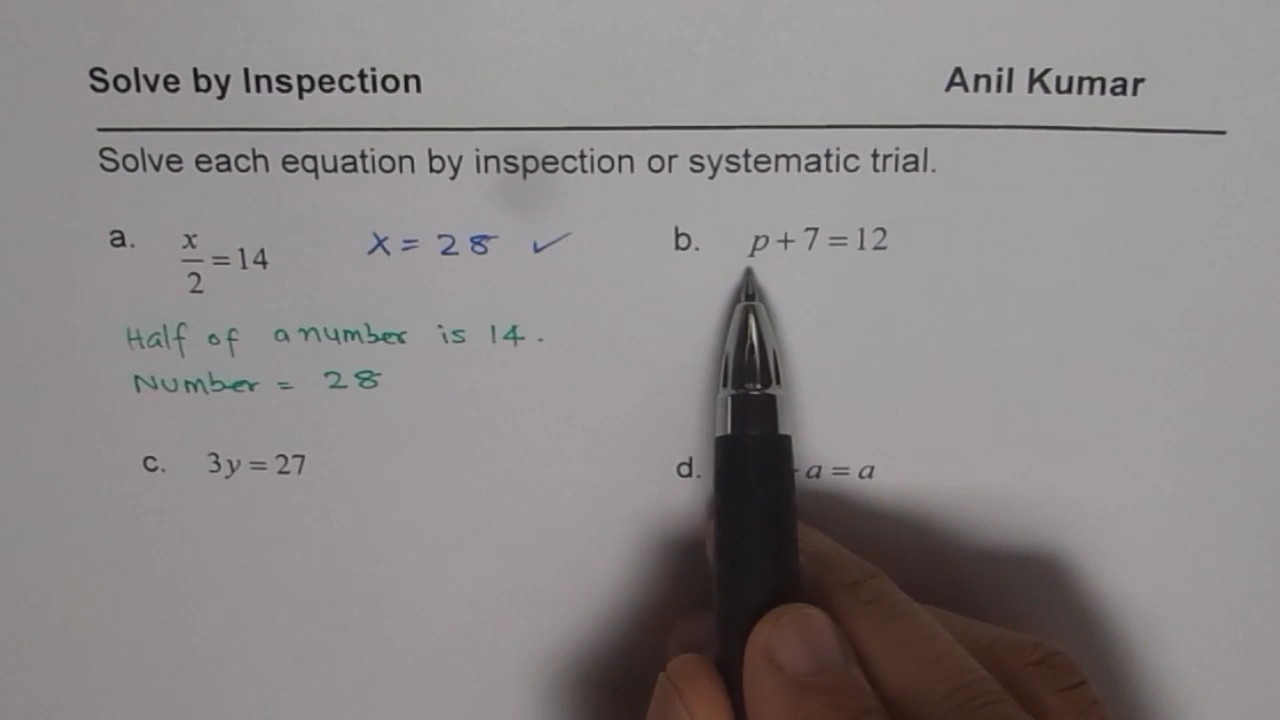 Solve by Inspection Anil Kumar
Solve each equation by inspection or systematic trial.
a. x/2 = 14 x = 28 ✓ b. p + 7 = 12
Half of a number is 14.
Number = 28
c. 3y = 27 d. a = a